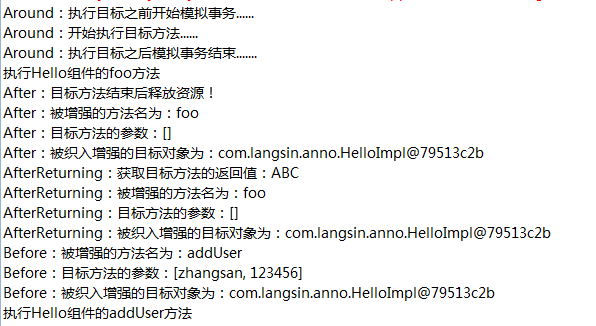 Around：执行目标之前开始模拟事务......
Around：开始执行目标方法......
Around：执行目标之后模拟事务结束.......
执行Hello组件的foo方法
After：目标方法结束后释放资源！
After：被增强的方法名为：foo
After：目标方法的参数：[]
After：被织入增强的目标对象为：com.langsin.anno.HelloImpl@79513c2b
AfterReturning：获取目标方法的返回值：ABC
AfterReturning：被增强的方法名为：foo
AfterReturning：目标方法的参数：[]
AfterReturning：被织入增强的目标对象为：com.langsin.anno.HelloImpl@79513c2b
Before：被增强的方法名为：addUser
Before：目标方法的参数：[zhangsan, 123456]
Before：被织入增强的目标对象为：com.langsin.anno.HelloImpl@79513c2b
执行Hello组件的addUser方法